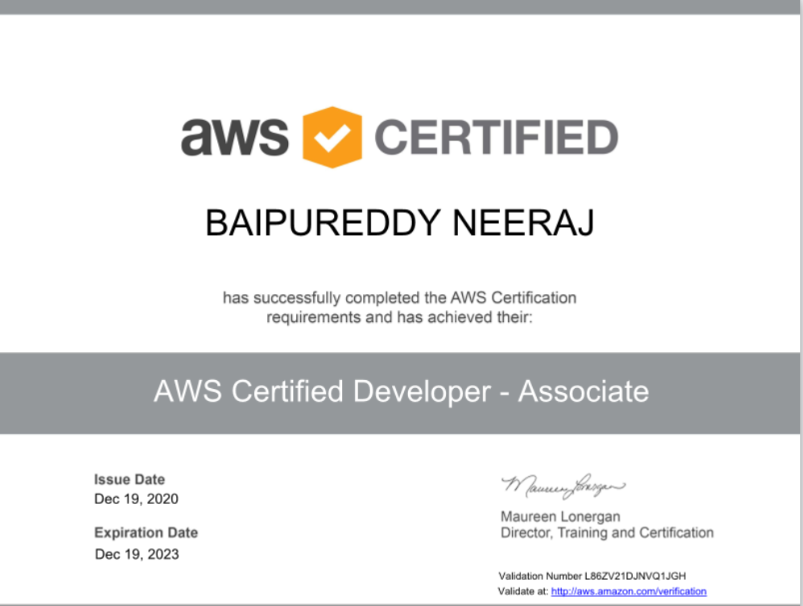 aws CERTIFIED
BAIPUREDDY NEERAJ
has successfully completed the AWS Certification
requirements and has achieved their:
AWS Certified Developer - Associate
Issue Date
Dec 19, 2020
Expiration Date
Dec 19, 2023
Maureen Lonergan
Maureen Lonergan
Director, Training and Certification
Validation Number L86ZV21DJNVQ1JGH
Validate at: http://aws.amazon.com/verification